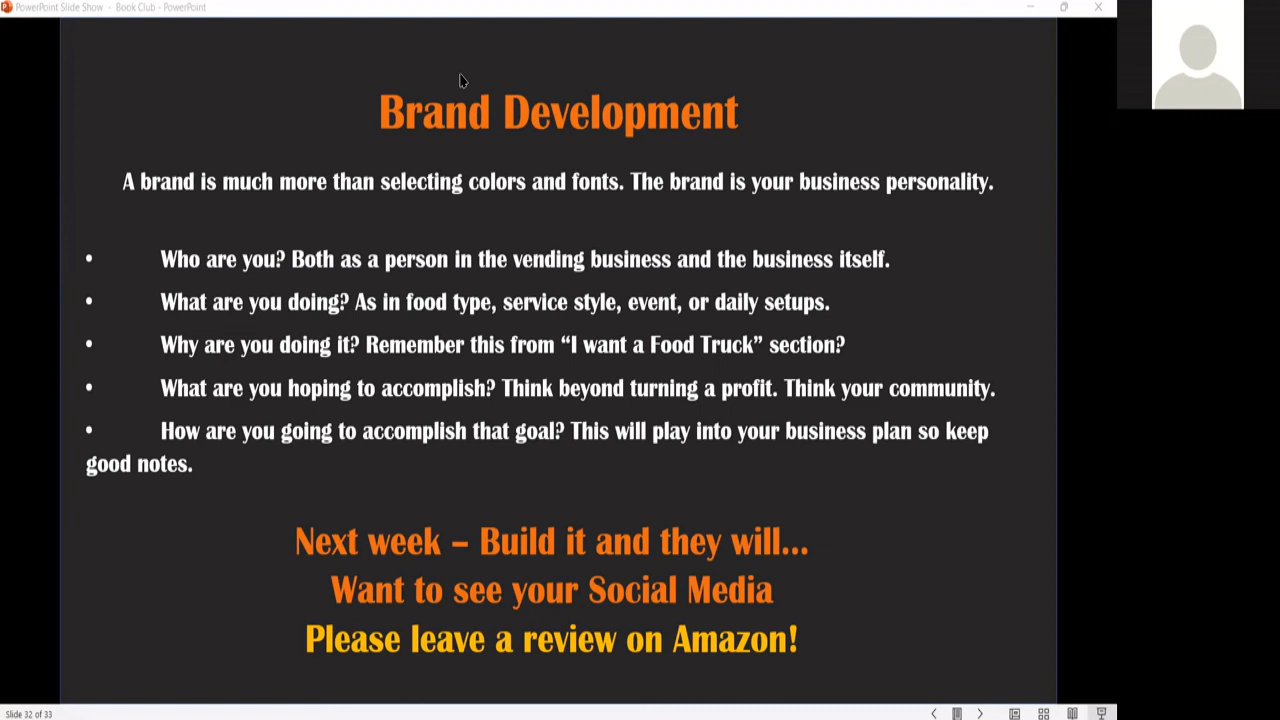 PowerPoint Slide Show - Book Club - PowerPoint
Brand Development
A brand is much more than selecting colors and fonts. The brand is your business personality.
• Who are you? Both as a person in the vending business and the business itself.
• What are you doing? As in food type, service style, event, or daily setups.
• Why are you doing it? Remember this from “I want a Food Truck” section?
• What are you hoping to accomplish? Think beyond turning a profit. Think your community.
• How are you going to accomplish that goal? This will play into your business plan so keep
good notes.
Next week – Build it and they will...
Want to see your Social Media
Please leave a review on Amazon!
Slide 32 of 33